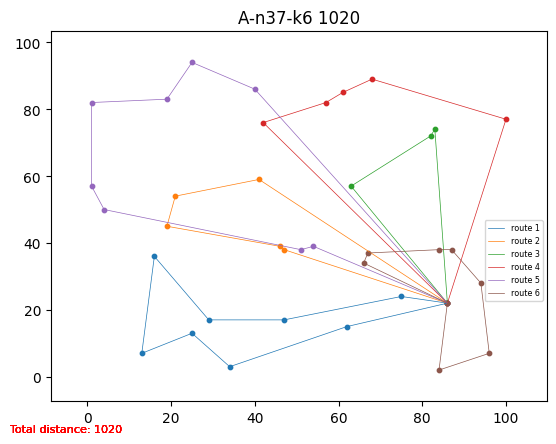 A-n37-k6 1020
100
80
60
40
20
0
route 1
route 2
route 3
route 4
route 5
route 6
0 20 40 60 80 100
Total distance: 1020